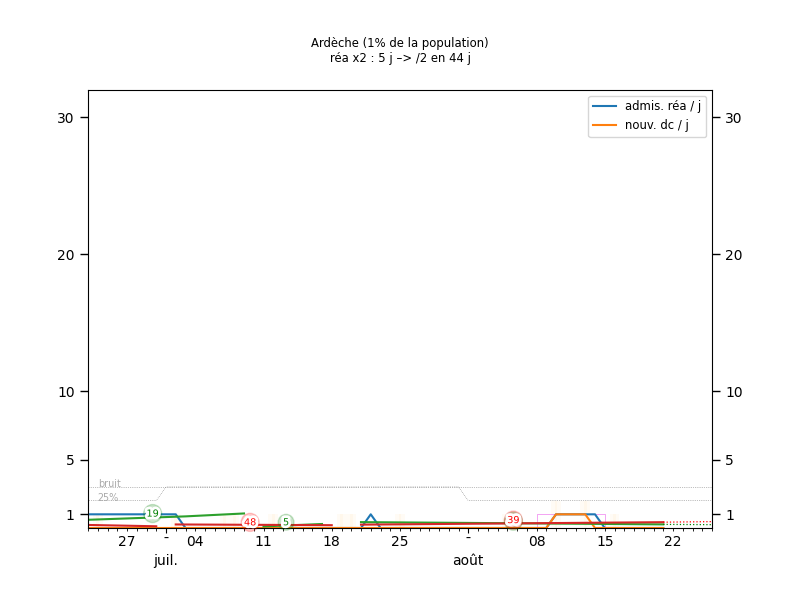 Ardèche (1% de la population)
réa x2 : 5 j –> /2 en 44 j
admis. réa / j
nouv. dc / j
30 30
20 20
10 10
5 5
bruit
25%
19 48 5 39
1 1
27 - 04 11 18 25 - 08 15 22
juil. août